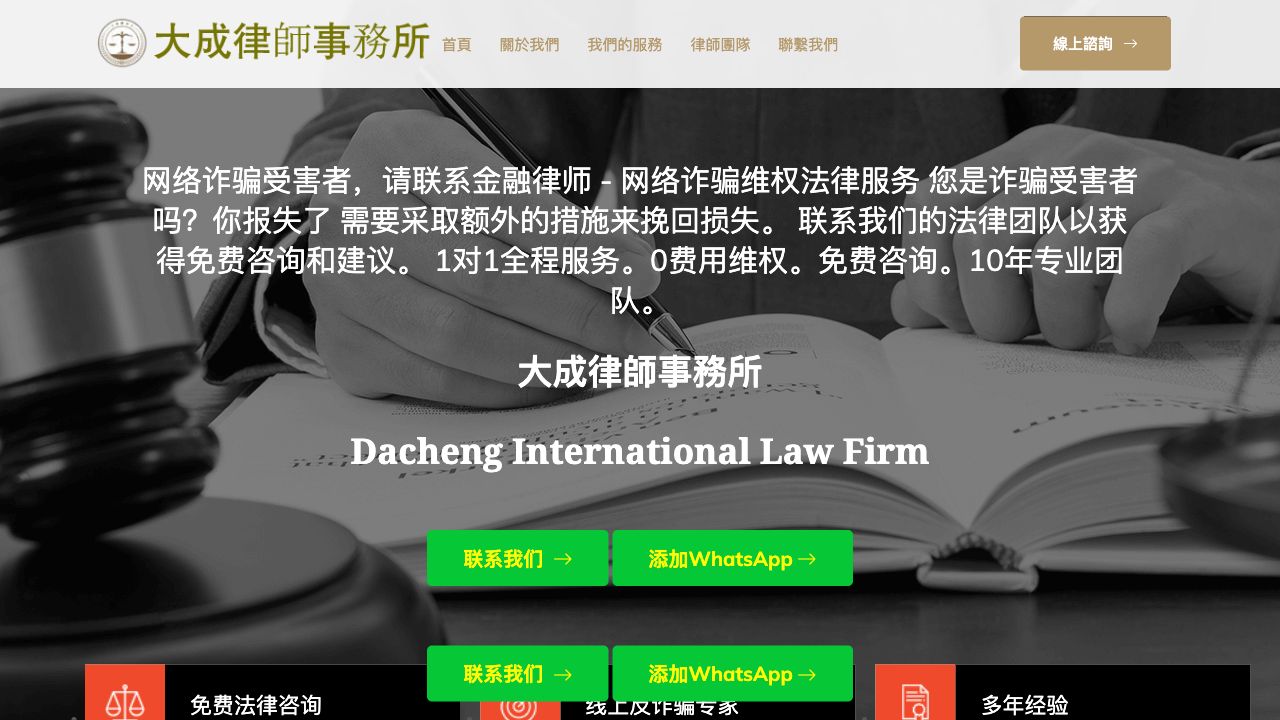 大成律師事務所
首頁 關於我們 我們的服務 律師團隊 聯繫我們
線上諮詢
网络诈骗受害者，请联系金融律师 - 网络诈骗维权法律服务 您是诈骗受害者
吗？你报失了 需要采取额外的措施来挽回损失。 联系我们的法律团队以获
得免费咨询和建议。 1对1全程服务。0费用维权。免费咨询。10年专业团
队。
大成律師事務所
Dacheng International Law Firm
联系我们 添加WhatsApp
联系我们 添加WhatsApp
免费法律咨询 线上反诈骗专家 多年经验